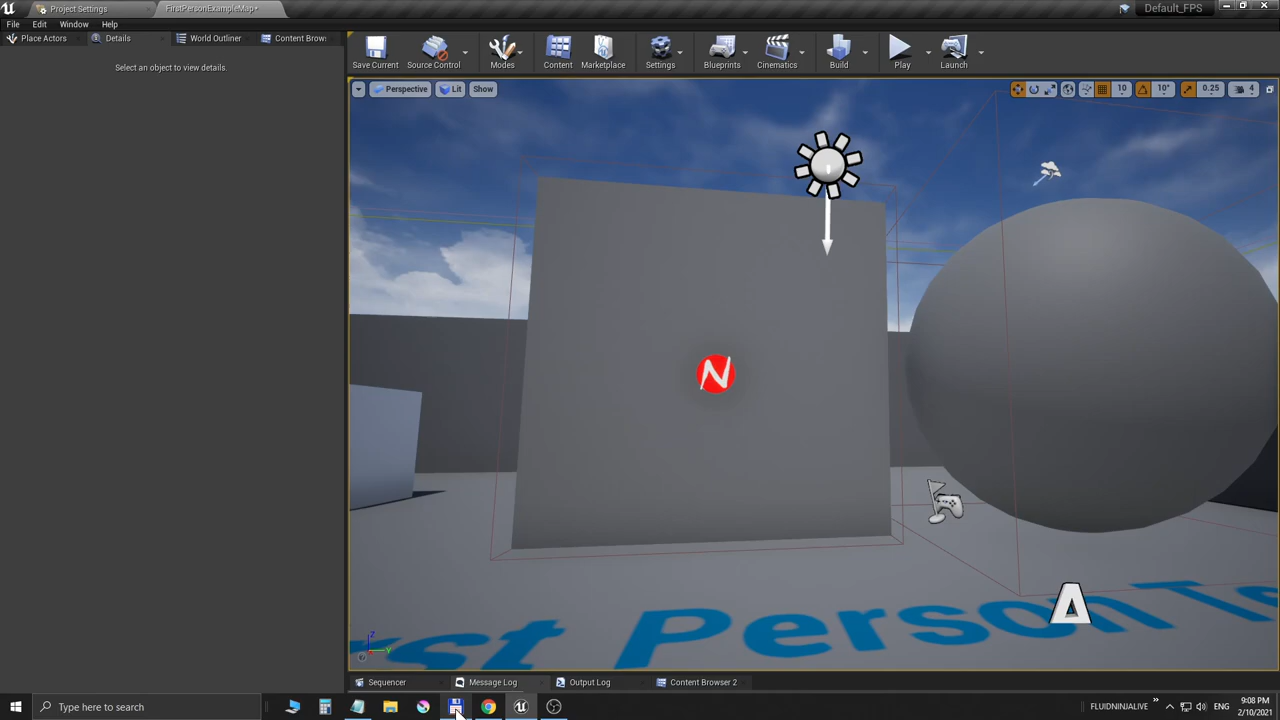 Project Settings
FirstPersonExampleMap*
Default_FPS
File Edit Window Help
Place Actors
Details
World Outliner
Content Brows
Select an object to view details.
Save Current
Source Control
Modes
Content
Marketplace
Settings
Blueprints
Cinematics
Build
Play
Launch
Perspective
Lit
Show
10
10°
0.25
4
N
A
rst Person Te
Z
Y
Sequencer
Message Log
Output Log
Content Browser 2
Type here to search
FLUIDNINJALIVE
ENG
9:08 PM
2/10/2021